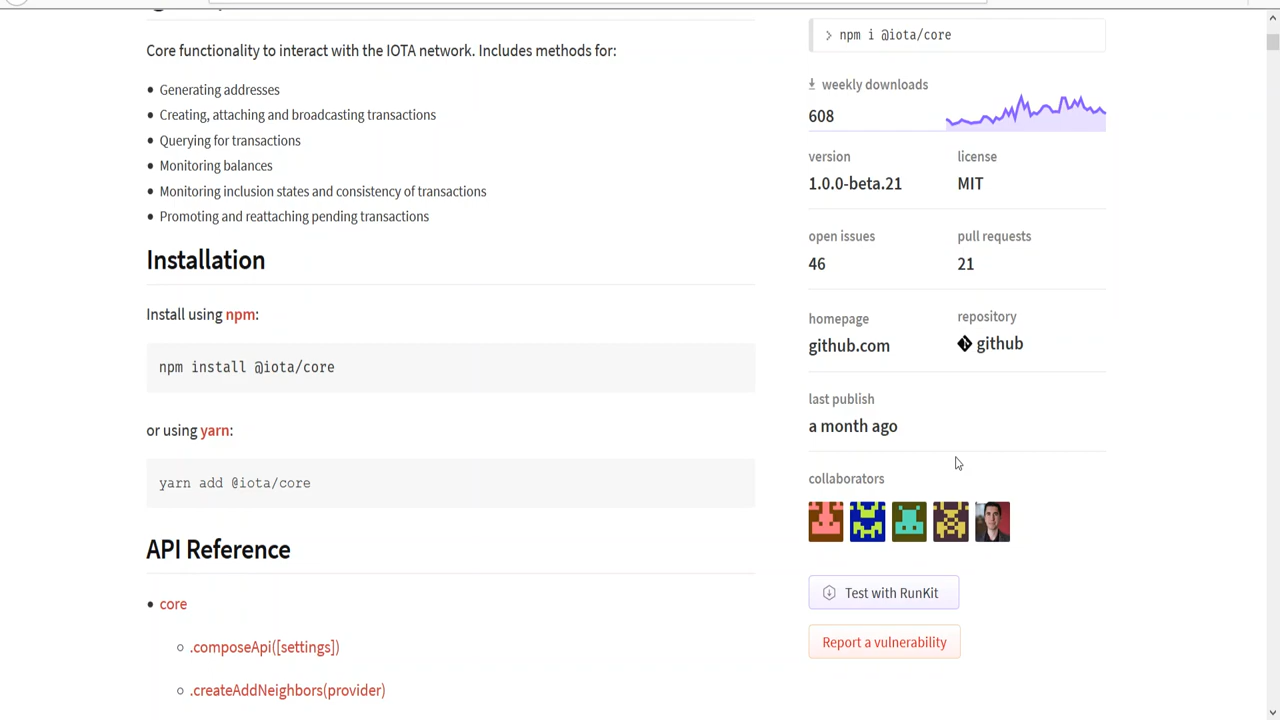 Core functionality to interact with the IOTA network. Includes methods for:
Generating addresses
Creating, attaching and broadcasting transactions
Querying for transactions
Monitoring balances
Monitoring inclusion states and consistency of transactions
Promoting and reattaching pending transactions
Installation
Install using npm:
npm install @iota/core
or using yarn:
yarn add @iota/core
API Reference
core
.composeApi([settings])
.createAddNeighbors(provider)
> npm i @iota/core
weekly downloads
608
version
license
1.0.0-beta.21
MIT
open issues
pull requests
46
21
homepage
repository
github.com
github
last publish
a month ago
collaborators
Test with RunKit
Report a vulnerability